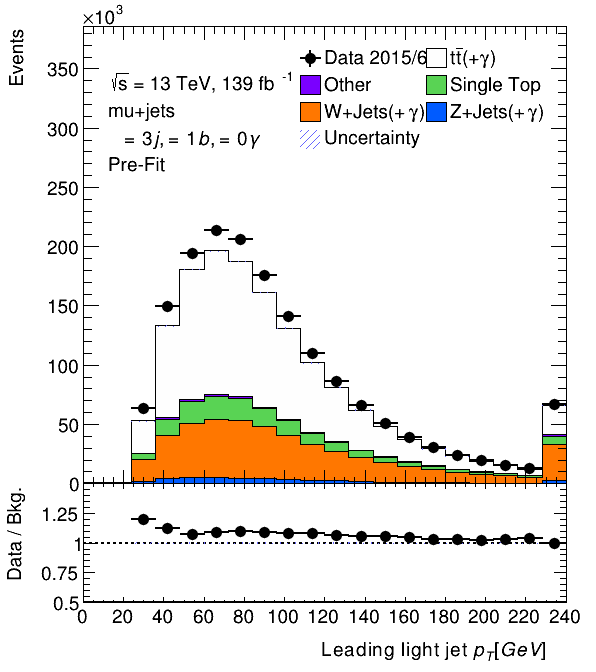 ×10³
Events
Data 2015/6 tt̄(+γ)
√s = 13 TeV, 139 fb⁻¹
Other Single Top
mu+jets
W+Jets(+γ) Z+Jets(+γ)
= 3j, = 1b, = 0γ
Uncertainty
Pre-Fit
350
300
250
200
150
100
50
0
Data / Bkg.
1.25
1
0.75
0.5
0 20 40 60 80 100 120 140 160 180 200 220 240
Leading light jet p_T[GeV]